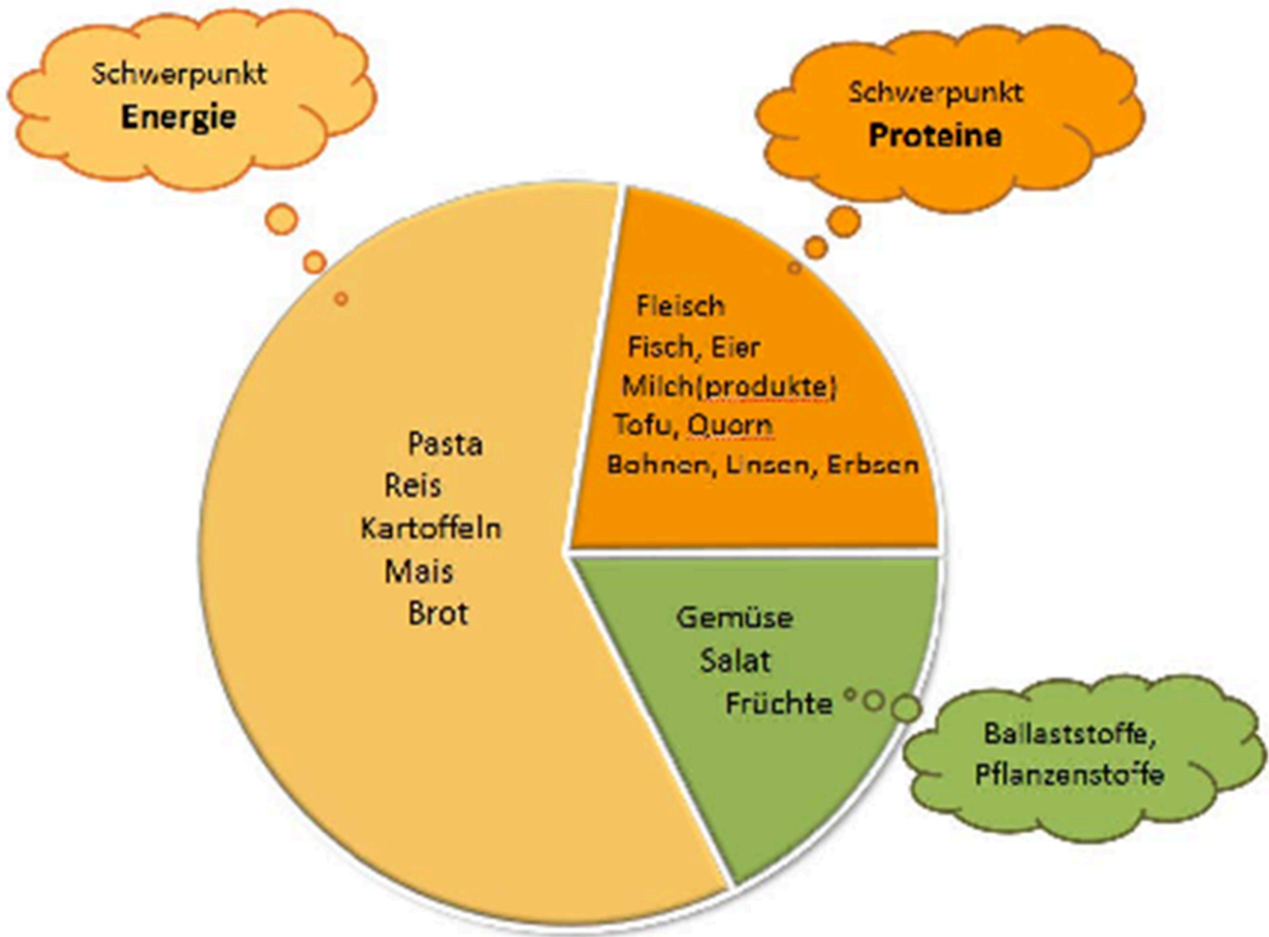 Schwerpunkt
Energie
Schwerpunkt
Proteine
Fleisch
Fisch, Eier
Milch(produkte)
Tofu, Quorn
Bohnen, Linsen, Erbsen
Pasta
Reis
Kartoffeln
Mais
Brot
Gemüse
Salat
Früchte
Ballaststoffe,
Pflanzenstoffe